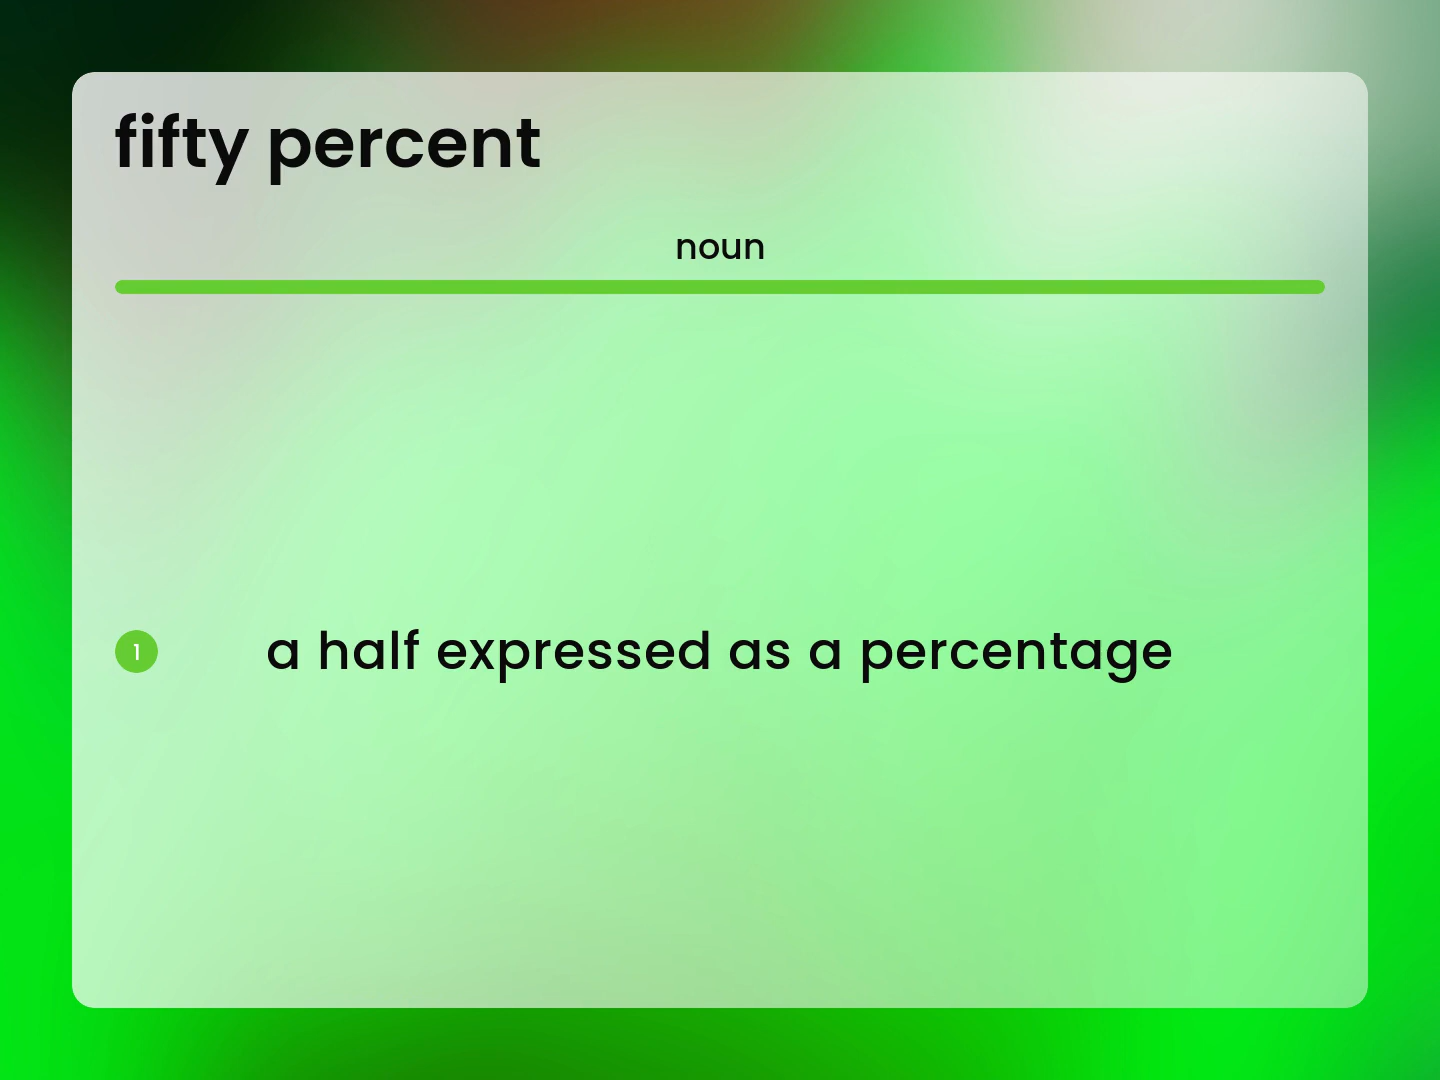 fifty percent
noun
1 a half expressed as a percentage